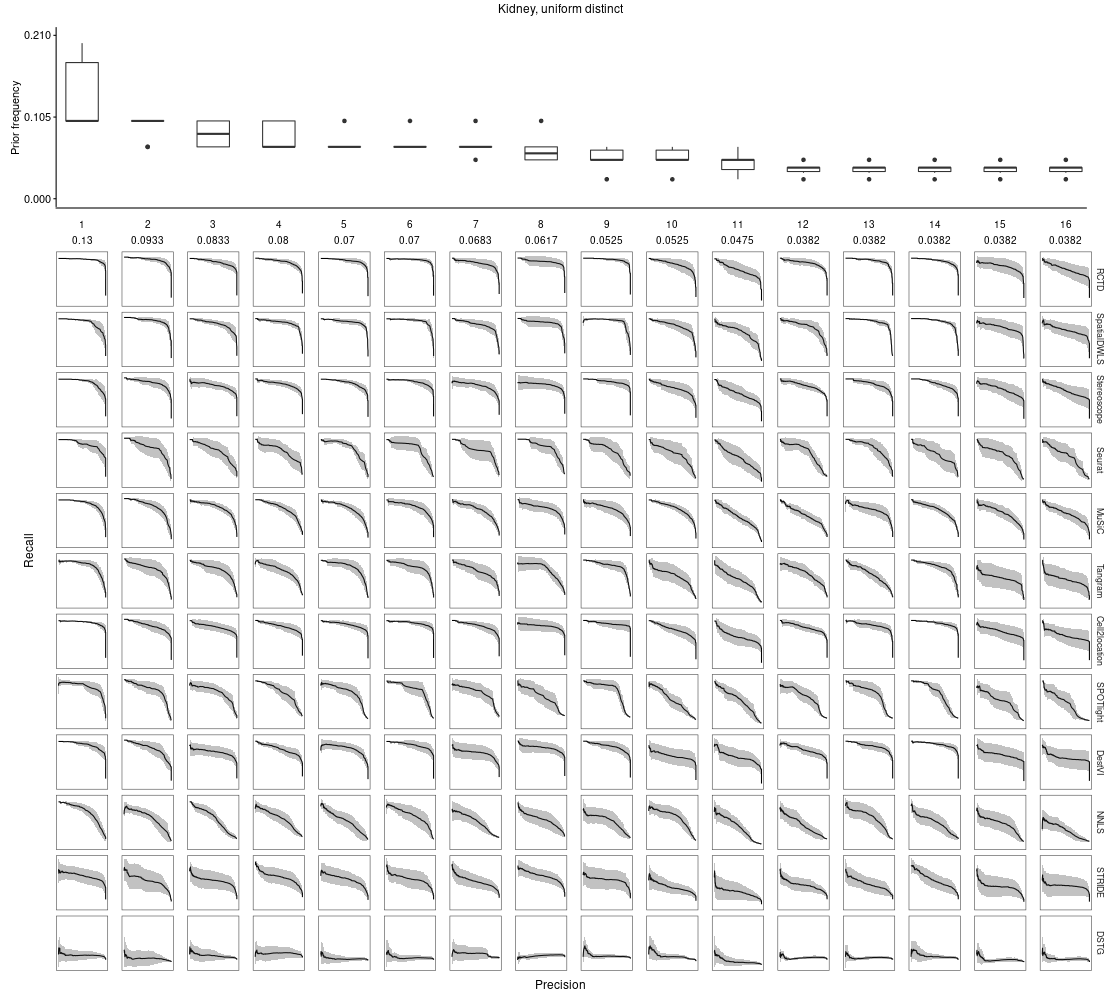 Kidney, uniform distinct
Prior frequency
0.210
0.105
0.000
1 2 3 4 5 6 7 8 9 10 11 12 13 14 15 16
0.13 0.0933 0.0833 0.08 0.07 0.07 0.0683 0.0617 0.0525 0.0525 0.0475 0.0382 0.0382 0.0382 0.0382 0.0382
Recall
RCTD
SpatialDWLS
Stereoscope
Seurat
MuSiC
Tangram
Cell2location
SPOTlight
DestVI
NNLS
STRIDE
DSTG
Precision